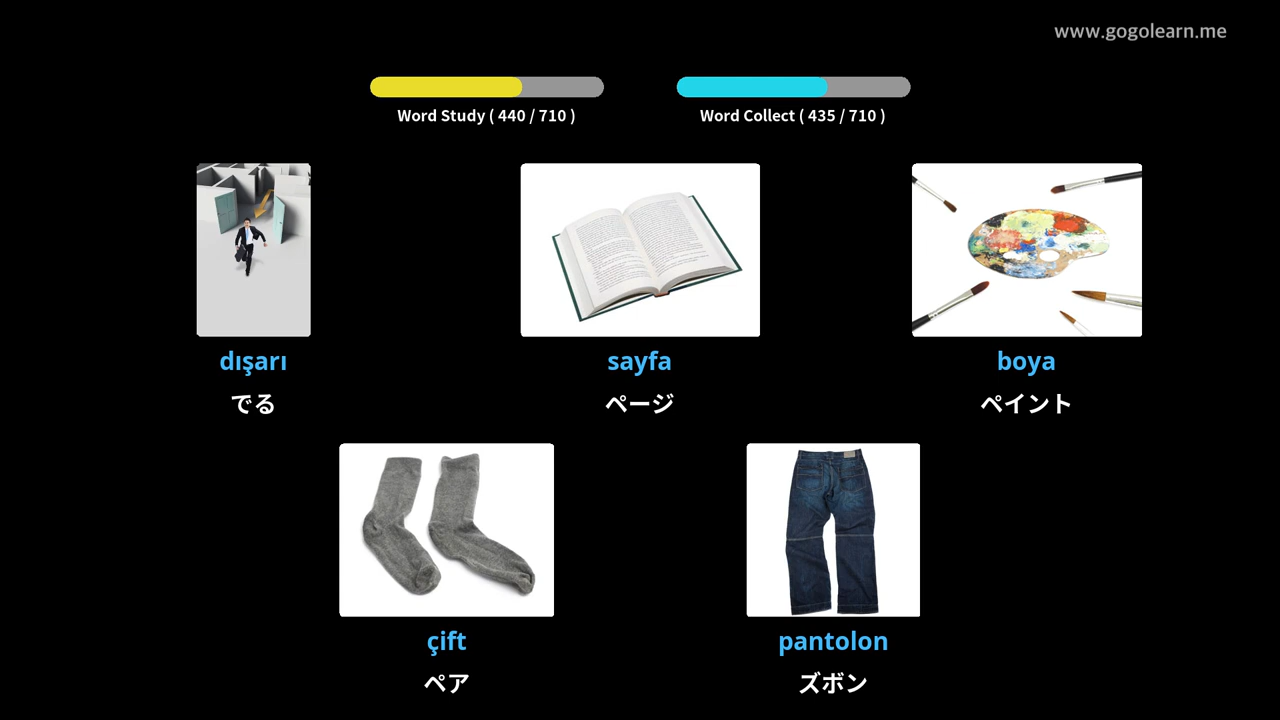 www.gogolearn.me
Word Study ( 440 / 710 )
Word Collect ( 435 / 710 )
dışarı
でる
sayfa
ページ
boya
ペイント
çift
ペア
pantolon
ズボン